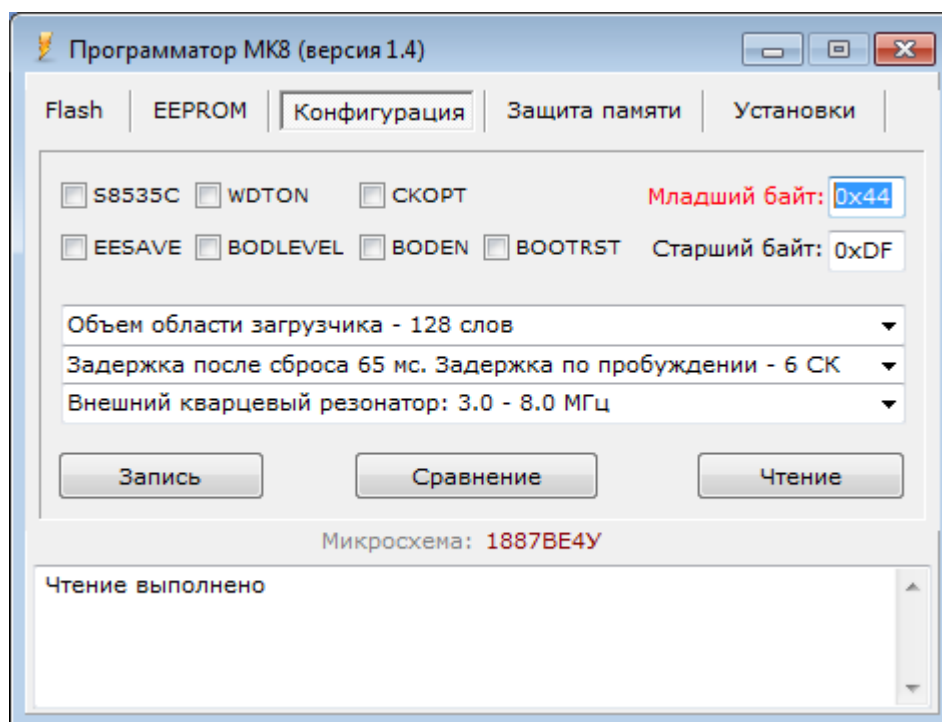 Программатор МК8 (версия 1.4)
Flash EEPROM Конфигурация Защита памяти Установки
S8535C WDTON CKOPT Младший байт: 0x44
EESAVE BODLEVEL BODEN BOOTRST Старший байт: 0xDF
Объем области загрузчика - 128 слов
Задержка после сброса 65 мс. Задержка по пробуждении - 6 СК
Внешний кварцевый резонатор: 3.0 - 8.0 МГц
Запись Сравнение Чтение
Микросхема: 1887ВЕ4У
Чтение выполнено